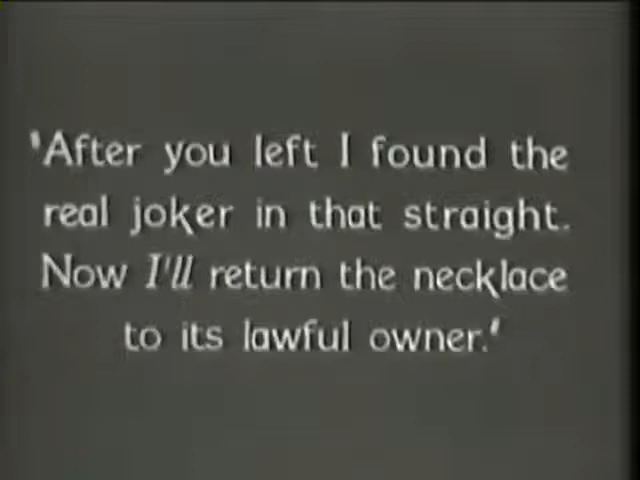 'After you left I found the
real joker in that straight.
Now I'll return the necklace
to its lawful owner.'